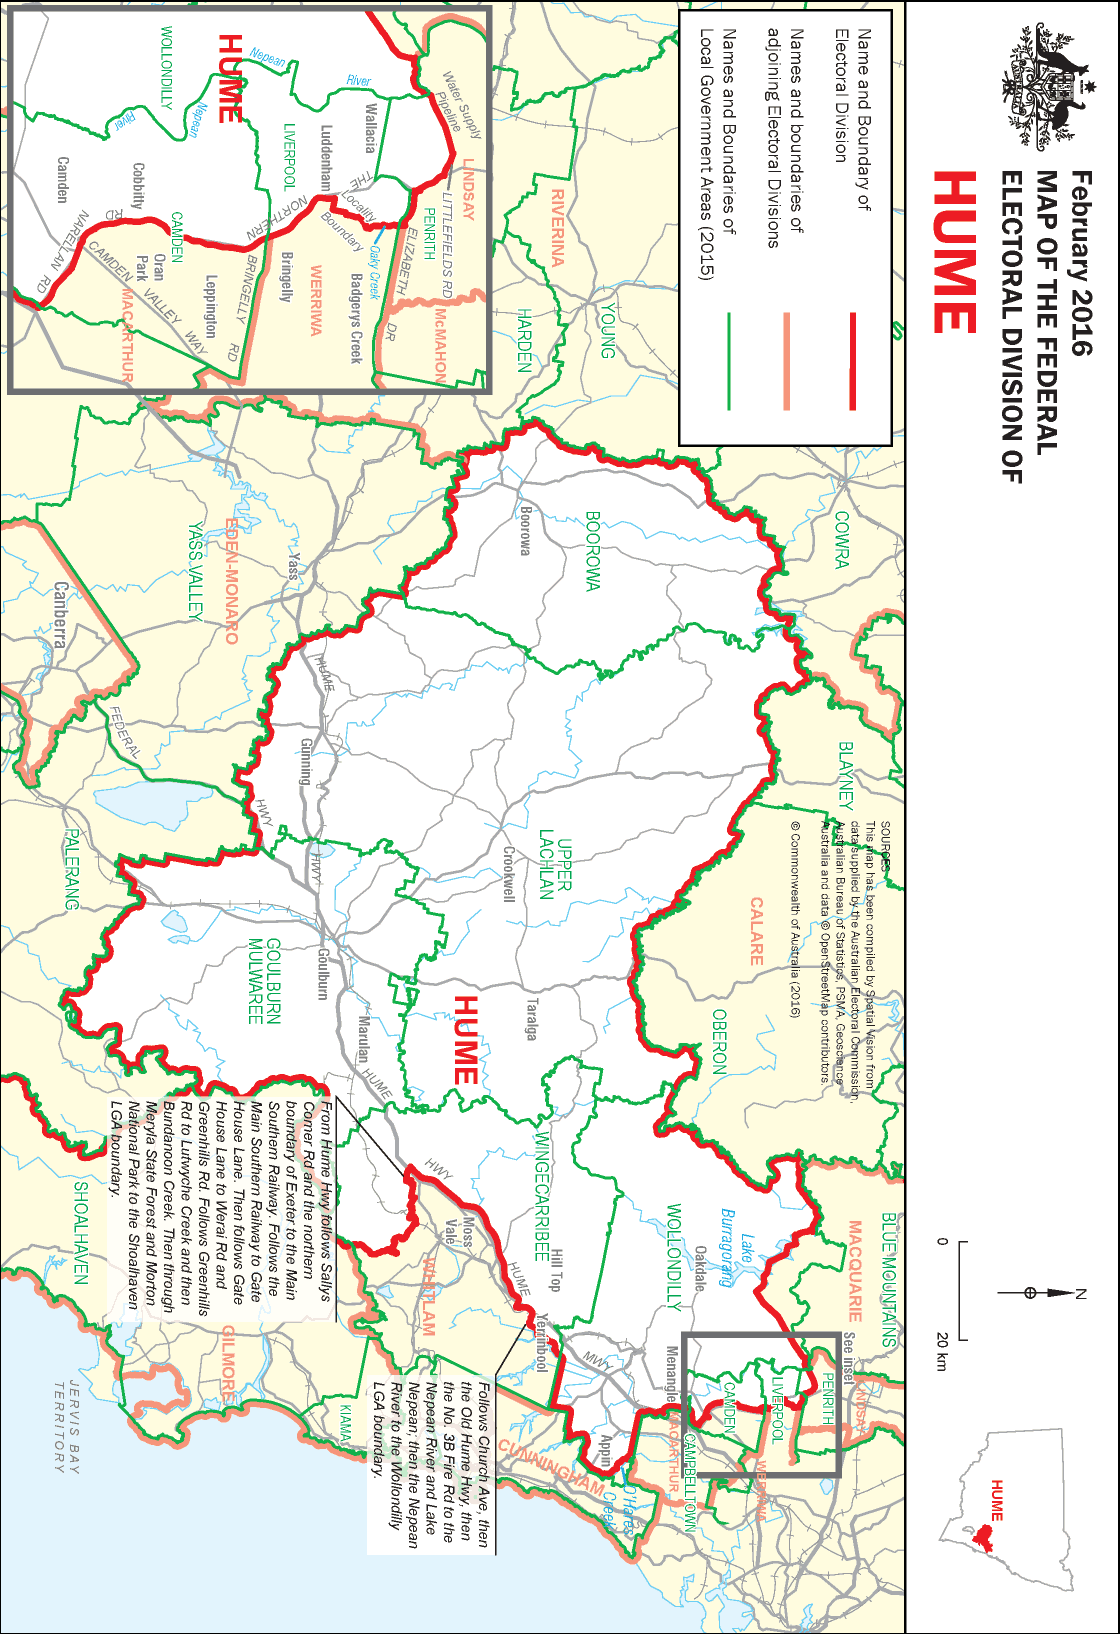 February 2016
MAP OF THE FEDERAL
ELECTORAL DIVISION OF
HUME
Name and Boundary of
Electoral Division
Names and boundaries of
adjoining Electoral Divisions
Names and Boundaries of
Local Government Areas (2015)
N
0
20 km
HUME
SOURCES
This map has been compiled by Spatial Vision from
data supplied by the Australian Electoral Commission,
Australian Bureau of Statistics, PSMA, Geoscience
Australia and data © OpenStreetMap contributors.
© Commonwealth of Australia (2016)
COWRA
BLAYNEY
BLUE MOUNTAINS
MACQUARIE
See inset
LINDSAY
PENRITH
CALARE
OBERON
Lake
Burragorang
LIVERPOOL
CAMDEN
WERRIWA
Oakdale
WOLLONDILLY
Menangle
MACARTHUR
CAMPBELLTOWN
YOUNG
RIVERINA
HARDEN
BOOROWA
Boorowa
UPPER
LACHLAN
Crookwell
Taralga
HUME
WINGECARRIBEE
Hill Top
Yerrinbool
MWY
Appin
O'Hares
Creek
CUNNINGHAM
HUME
HWY
Moss
Vale
WHITLAM
Yass
HUME
Gunning
HWY
HWY
Goulburn
Marulan
HUME
GOULBURN
MULWAREE
EDEN-MONARO
YASS VALLEY
Canberra
FEDERAL
PALERANG
SHOALHAVEN
GILMORE
KIAMA
JERVIS BAY
TERRITORY
From Hume Hwy follows Sallys
Corner Rd and the northern
boundary of Exeter to the Main
Southern Railway. Follows the
Main Southern Railway to Gate
House Lane. Then follows Gate
House Lane to Werai Rd and
Greenhills Rd. Follows Greenhills
Rd to Lutwyche Creek and then
Bundanoon Creek. Then through
Meryla State Forest and Morton
National Park to the Shoalhaven
LGA boundary.
Follows Church Ave, then
the Old Hume Hwy, then
the No. 3B Fire Rd to the
Nepean River and Lake
Nepean; then the Nepean
River to the Wollondilly
LGA boundary.
Water Supply
Pipeline
LINDSAY
LITTLEFIELDS RD
McMAHON
PENRITH
ELIZABETH
DR
Nepean
River
Wallacia
THE
Locality
Boundary
Oaky Creek
Badgerys Creek
Luddenham
LIVERPOOL
NORTHERN
WERRIWA
Bringelly
HUME
BRINGELLY
RD
Leppington
Nepean
River
WOLLONDILLY
CAMDEN
Oran
Park
Cobbitty
RD
CAMDEN VALLEY WAY
MACARTHUR
Camden
NARELLAN RD